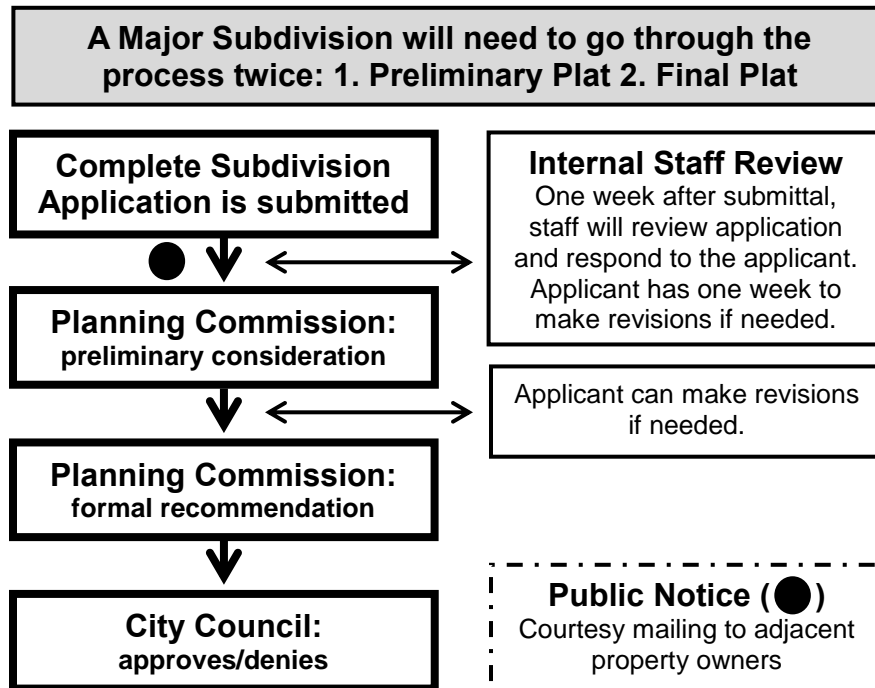 A Major Subdivision will need to go through the
process twice: 1. Preliminary Plat 2. Final Plat
Complete Subdivision
Application is submitted
Internal Staff Review
One week after submittal,
staff will review application
and respond to the applicant.
Applicant has one week to
make revisions if needed.
Planning Commission:
preliminary consideration
Applicant can make revisions
if needed.
Planning Commission:
formal recommendation
City Council:
approves/denies
Public Notice (●)
Courtesy mailing to adjacent
property owners